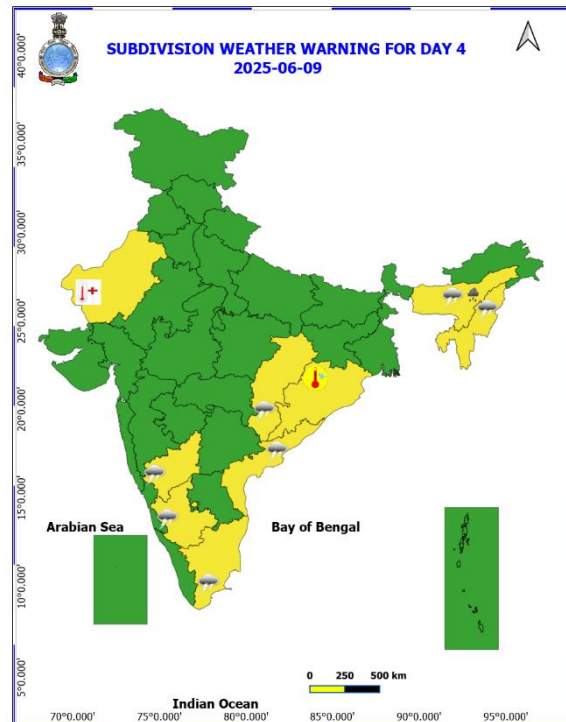 SUBDIVISION WEATHER WARNING FOR DAY 4
2025-06-09
40°0.000'
35°0.000'
30°0.000'
25°0.000'
20°0.000'
15°0.000'
10°0.000'
5°0.000'
Arabian Sea
Bay of Bengal
0 250 500 km
Indian Ocean
70°0.000' 75°0.000' 80°0.000' 85°0.000' 90°0.000' 95°0.000'